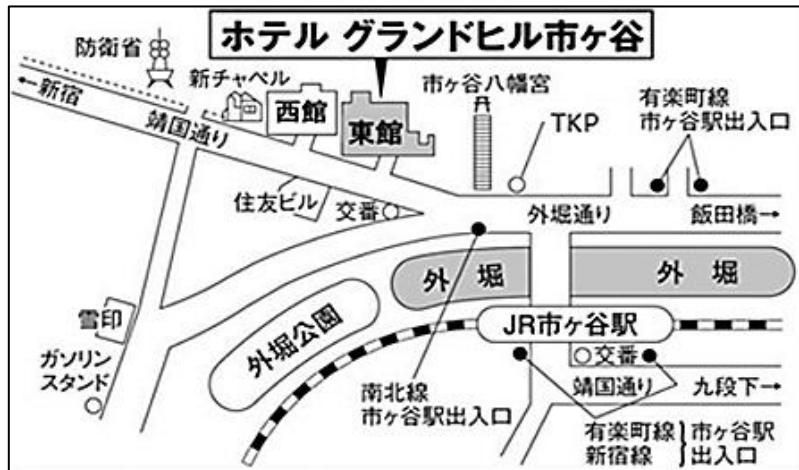 ホテル グランドヒル市ヶ谷
防衛省
←新宿
新チャペル
西館
東館
市ヶ谷八幡宮
TKP
有楽町線
市ヶ谷駅出入口
靖国通り
住友ビル
交番
外堀通り
飯田橋→
外 堀
外 堀
雪印
外堀公園
JR市ヶ谷駅
ガソリン
スタンド
南北線
市ヶ谷駅出入口
交番
靖国通り
九段下→
有楽町線
新宿線
市ヶ谷駅
出入口